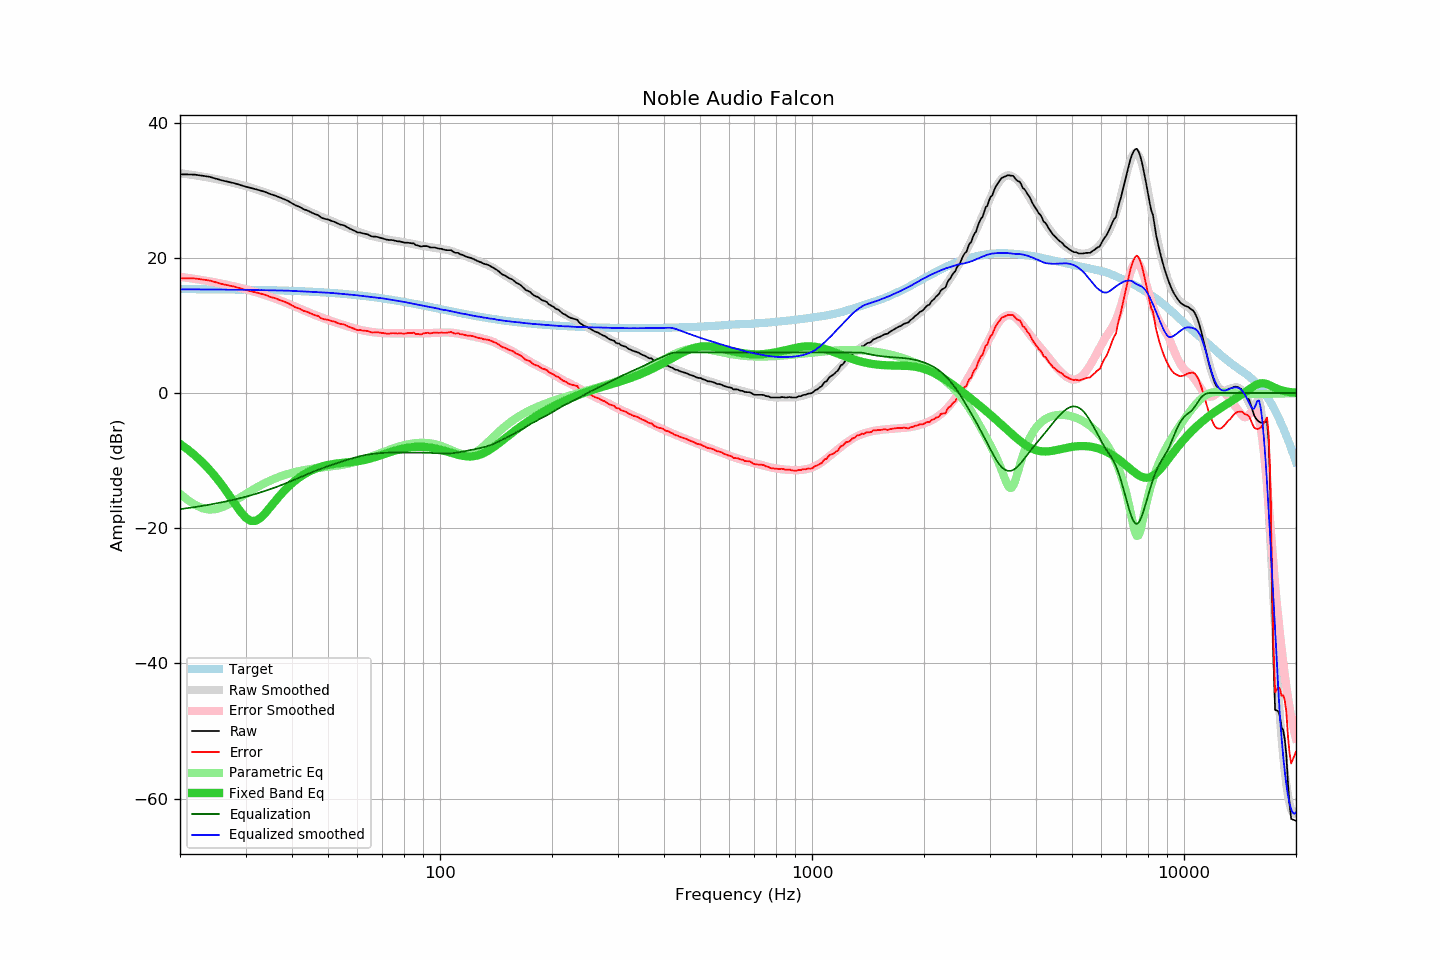 Noble Audio Falcon
40
20
0
−20
−40
−60
Amplitude (dBr)
Target
Raw Smoothed
Error Smoothed
Raw
Error
Parametric Eq
Fixed Band Eq
Equalization
Equalized smoothed
100 1000 10000
Frequency (Hz)